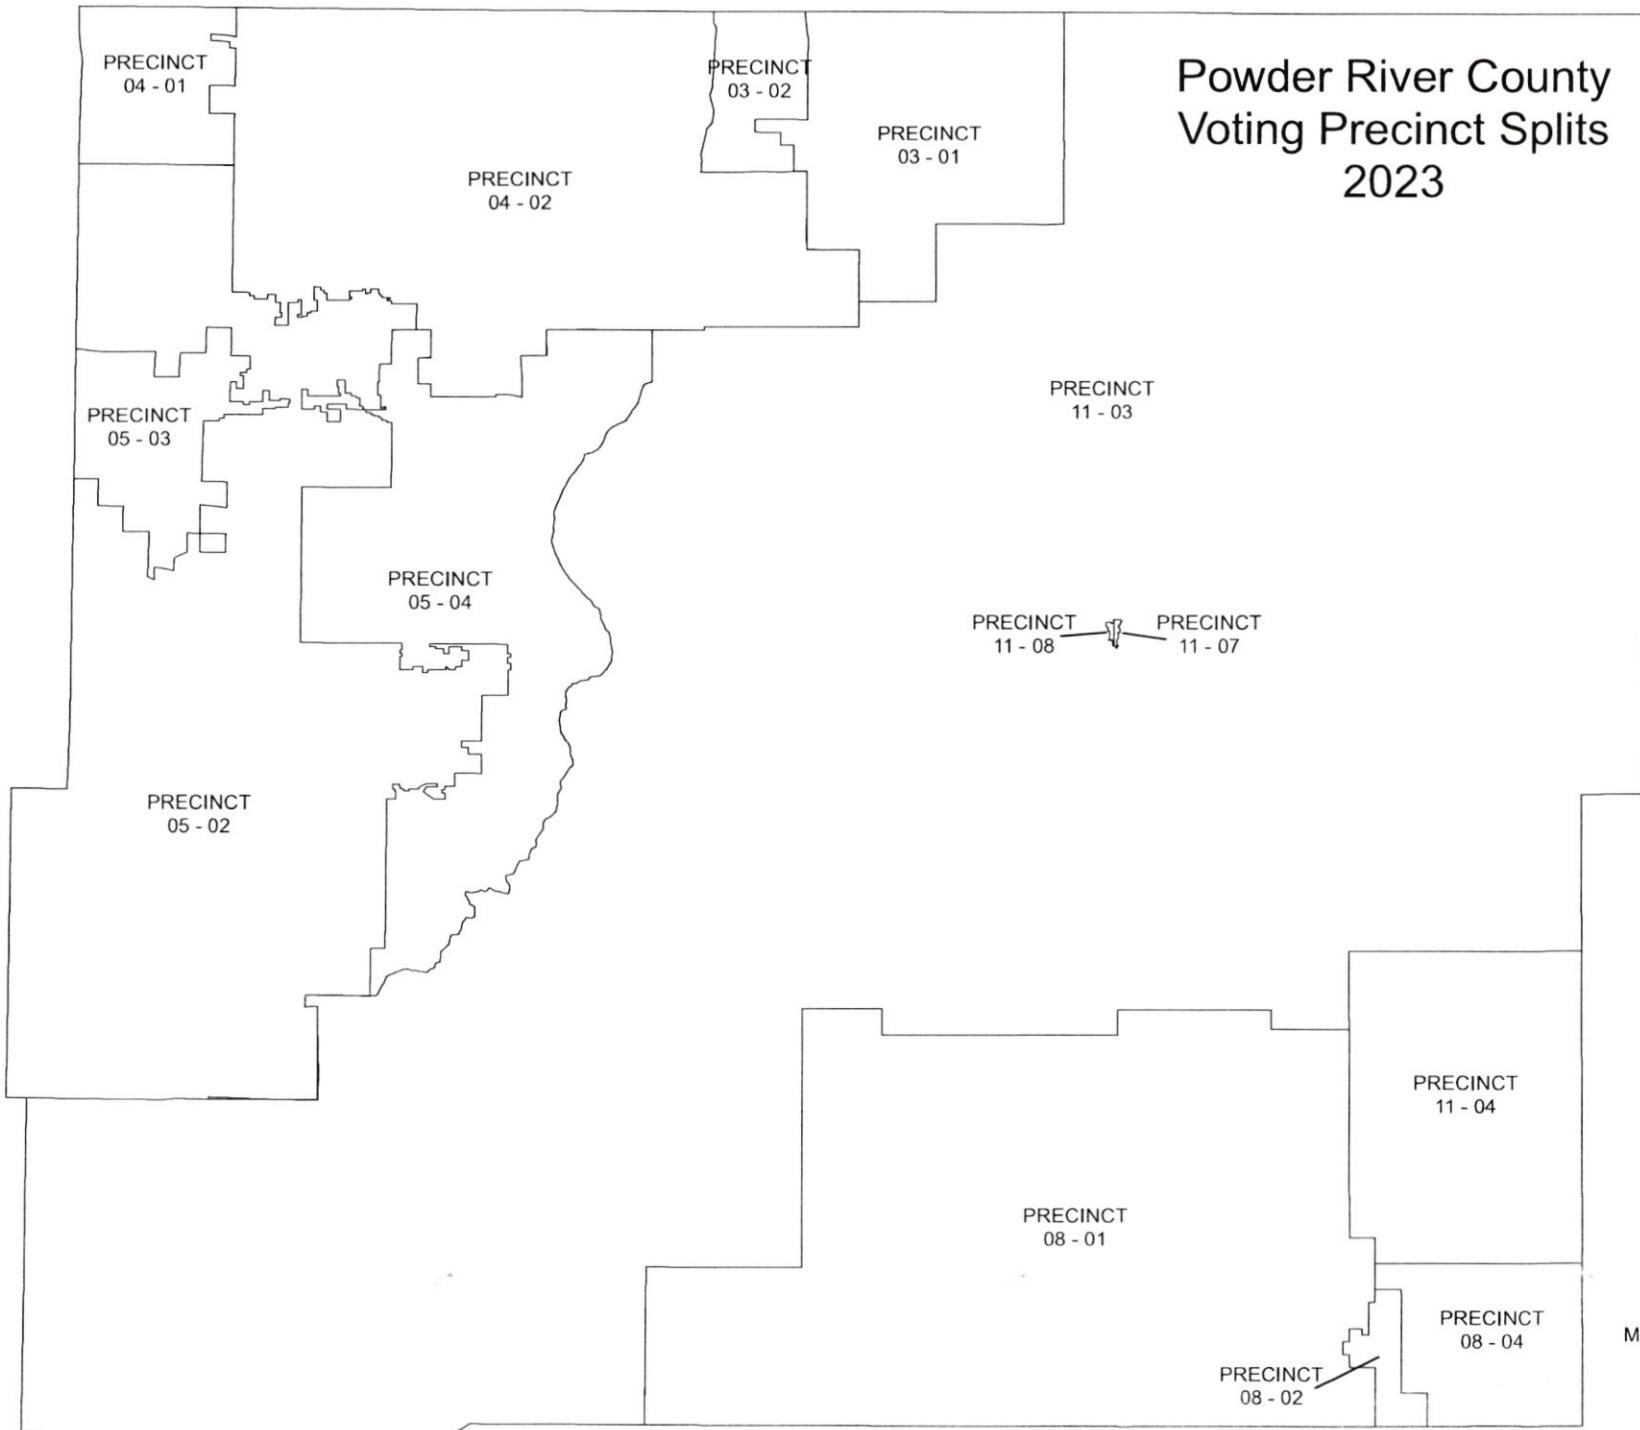 Powder River County
Voting Precinct Splits
2023
PRECINCT
04 - 01
PRECINCT
03 - 02
PRECINCT
03 - 01
PRECINCT
04 - 02
PRECINCT
11 - 03
PRECINCT
05 - 03
PRECINCT
05 - 04
PRECINCT
11 - 08
PRECINCT
11 - 07
PRECINCT
05 - 02
PRECINCT
11 - 04
PRECINCT
08 - 01
PRECINCT
08 - 04
M
PRECINCT
08 - 02